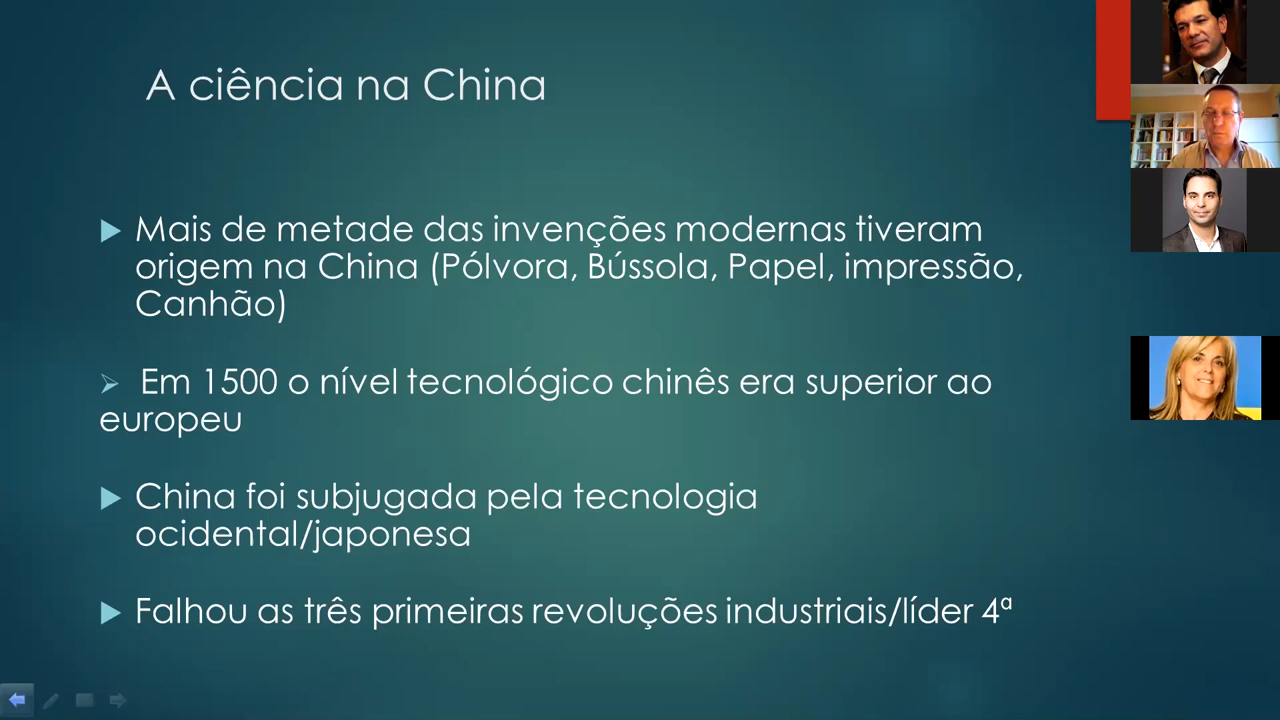 A ciência na China
Mais de metade das invenções modernas tiveram
origem na China (Pólvora, Bússola, Papel, impressão,
Canhão)
Em 1500 o nível tecnológico chinês era superior ao
europeu
China foi subjugada pela tecnologia
ocidental/japonesa
Falhou as três primeiras revoluções industriais/líder 4ª